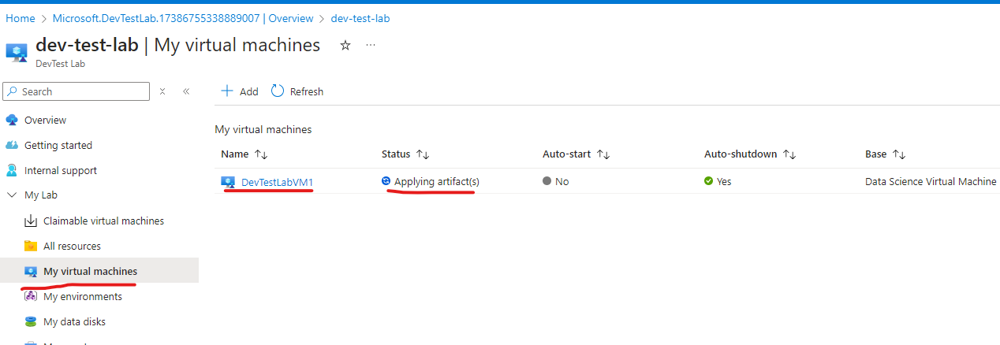 Home > Microsoft.DevTestLab.17386755338889007 | Overview > dev-test-lab
dev-test-lab | My virtual machines
DevTest Lab
Search
Add Refresh
Overview
Getting started
Internal support
My Lab
Claimable virtual machines
All resources
My virtual machines
My environments
My data disks
My virtual machines
Name Status Auto-start Auto-shutdown Base
DevTestLabVM1 Applying artifact(s) No Yes Data Science Virtual Machine